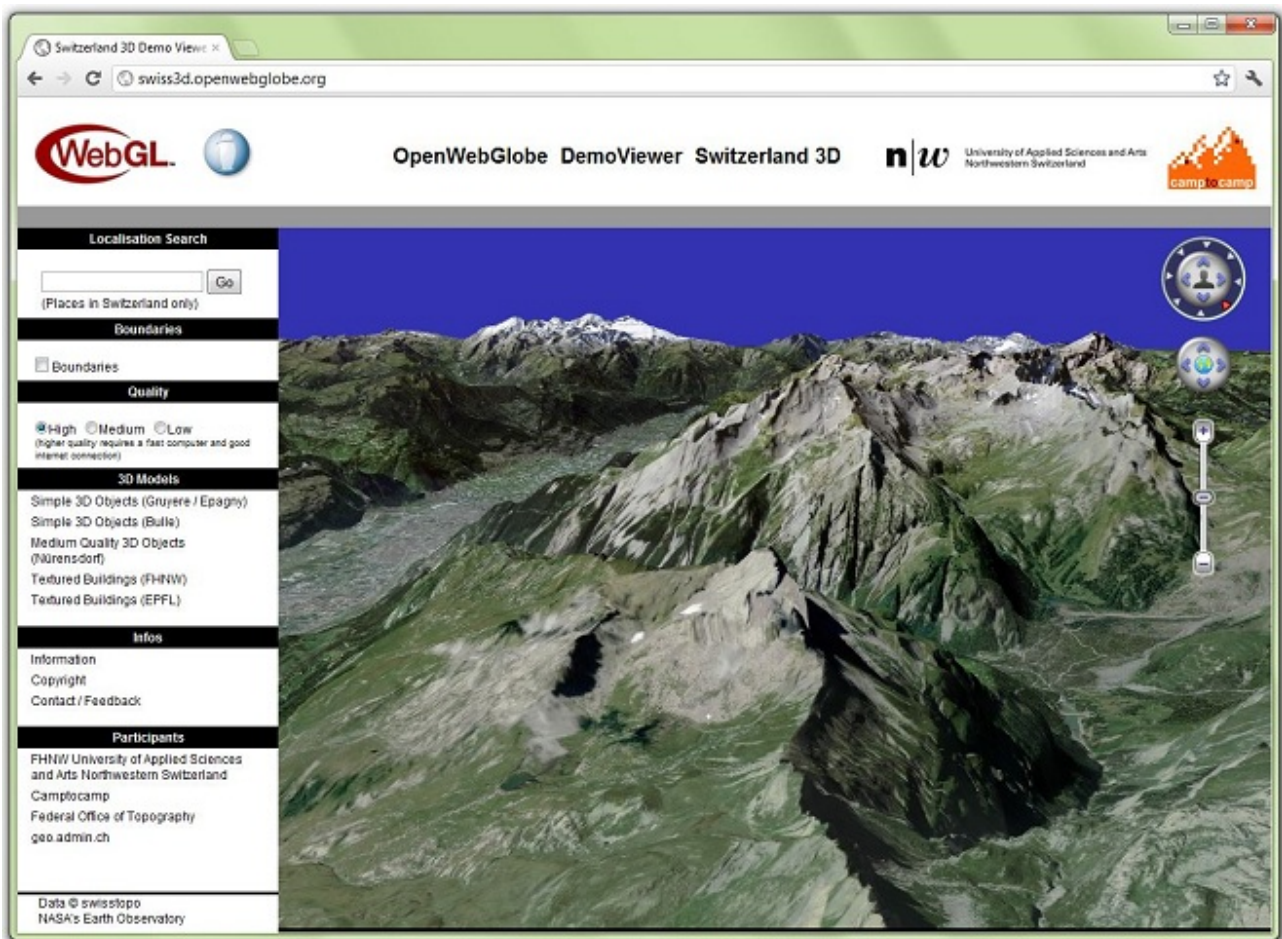 Switzerland 3D Demo Viewe
swiss3d.openwebglobe.org
WebGL
OpenWebGlobe DemoViewer Switzerland 3D
n|w
University of Applied Sciences and Arts
Northwestern Switzerland
camptocamp
Localisation Search
Go
(Places in Switzerland only)
Boundaries
Boundaries
Quality
High Medium Low
(higher quality requires a fast computer and good
internet connection)
3D Models
Simple 3D Objects (Gruyere / Epagny)
Simple 3D Objects (Bulle)
Medium Quality 3D Objects
(Nürensdorf)
Textured Buildings (FHNW)
Textured Buildings (EPFL)
Infos
Information
Copyright
Contact / Feedback
Participants
FHNW University of Applied Sciences
and Arts Northwestern Switzerland
Camptocamp
Federal Office of Topography
geo.admin.ch
Data © swisstopo
NASA's Earth Observatory